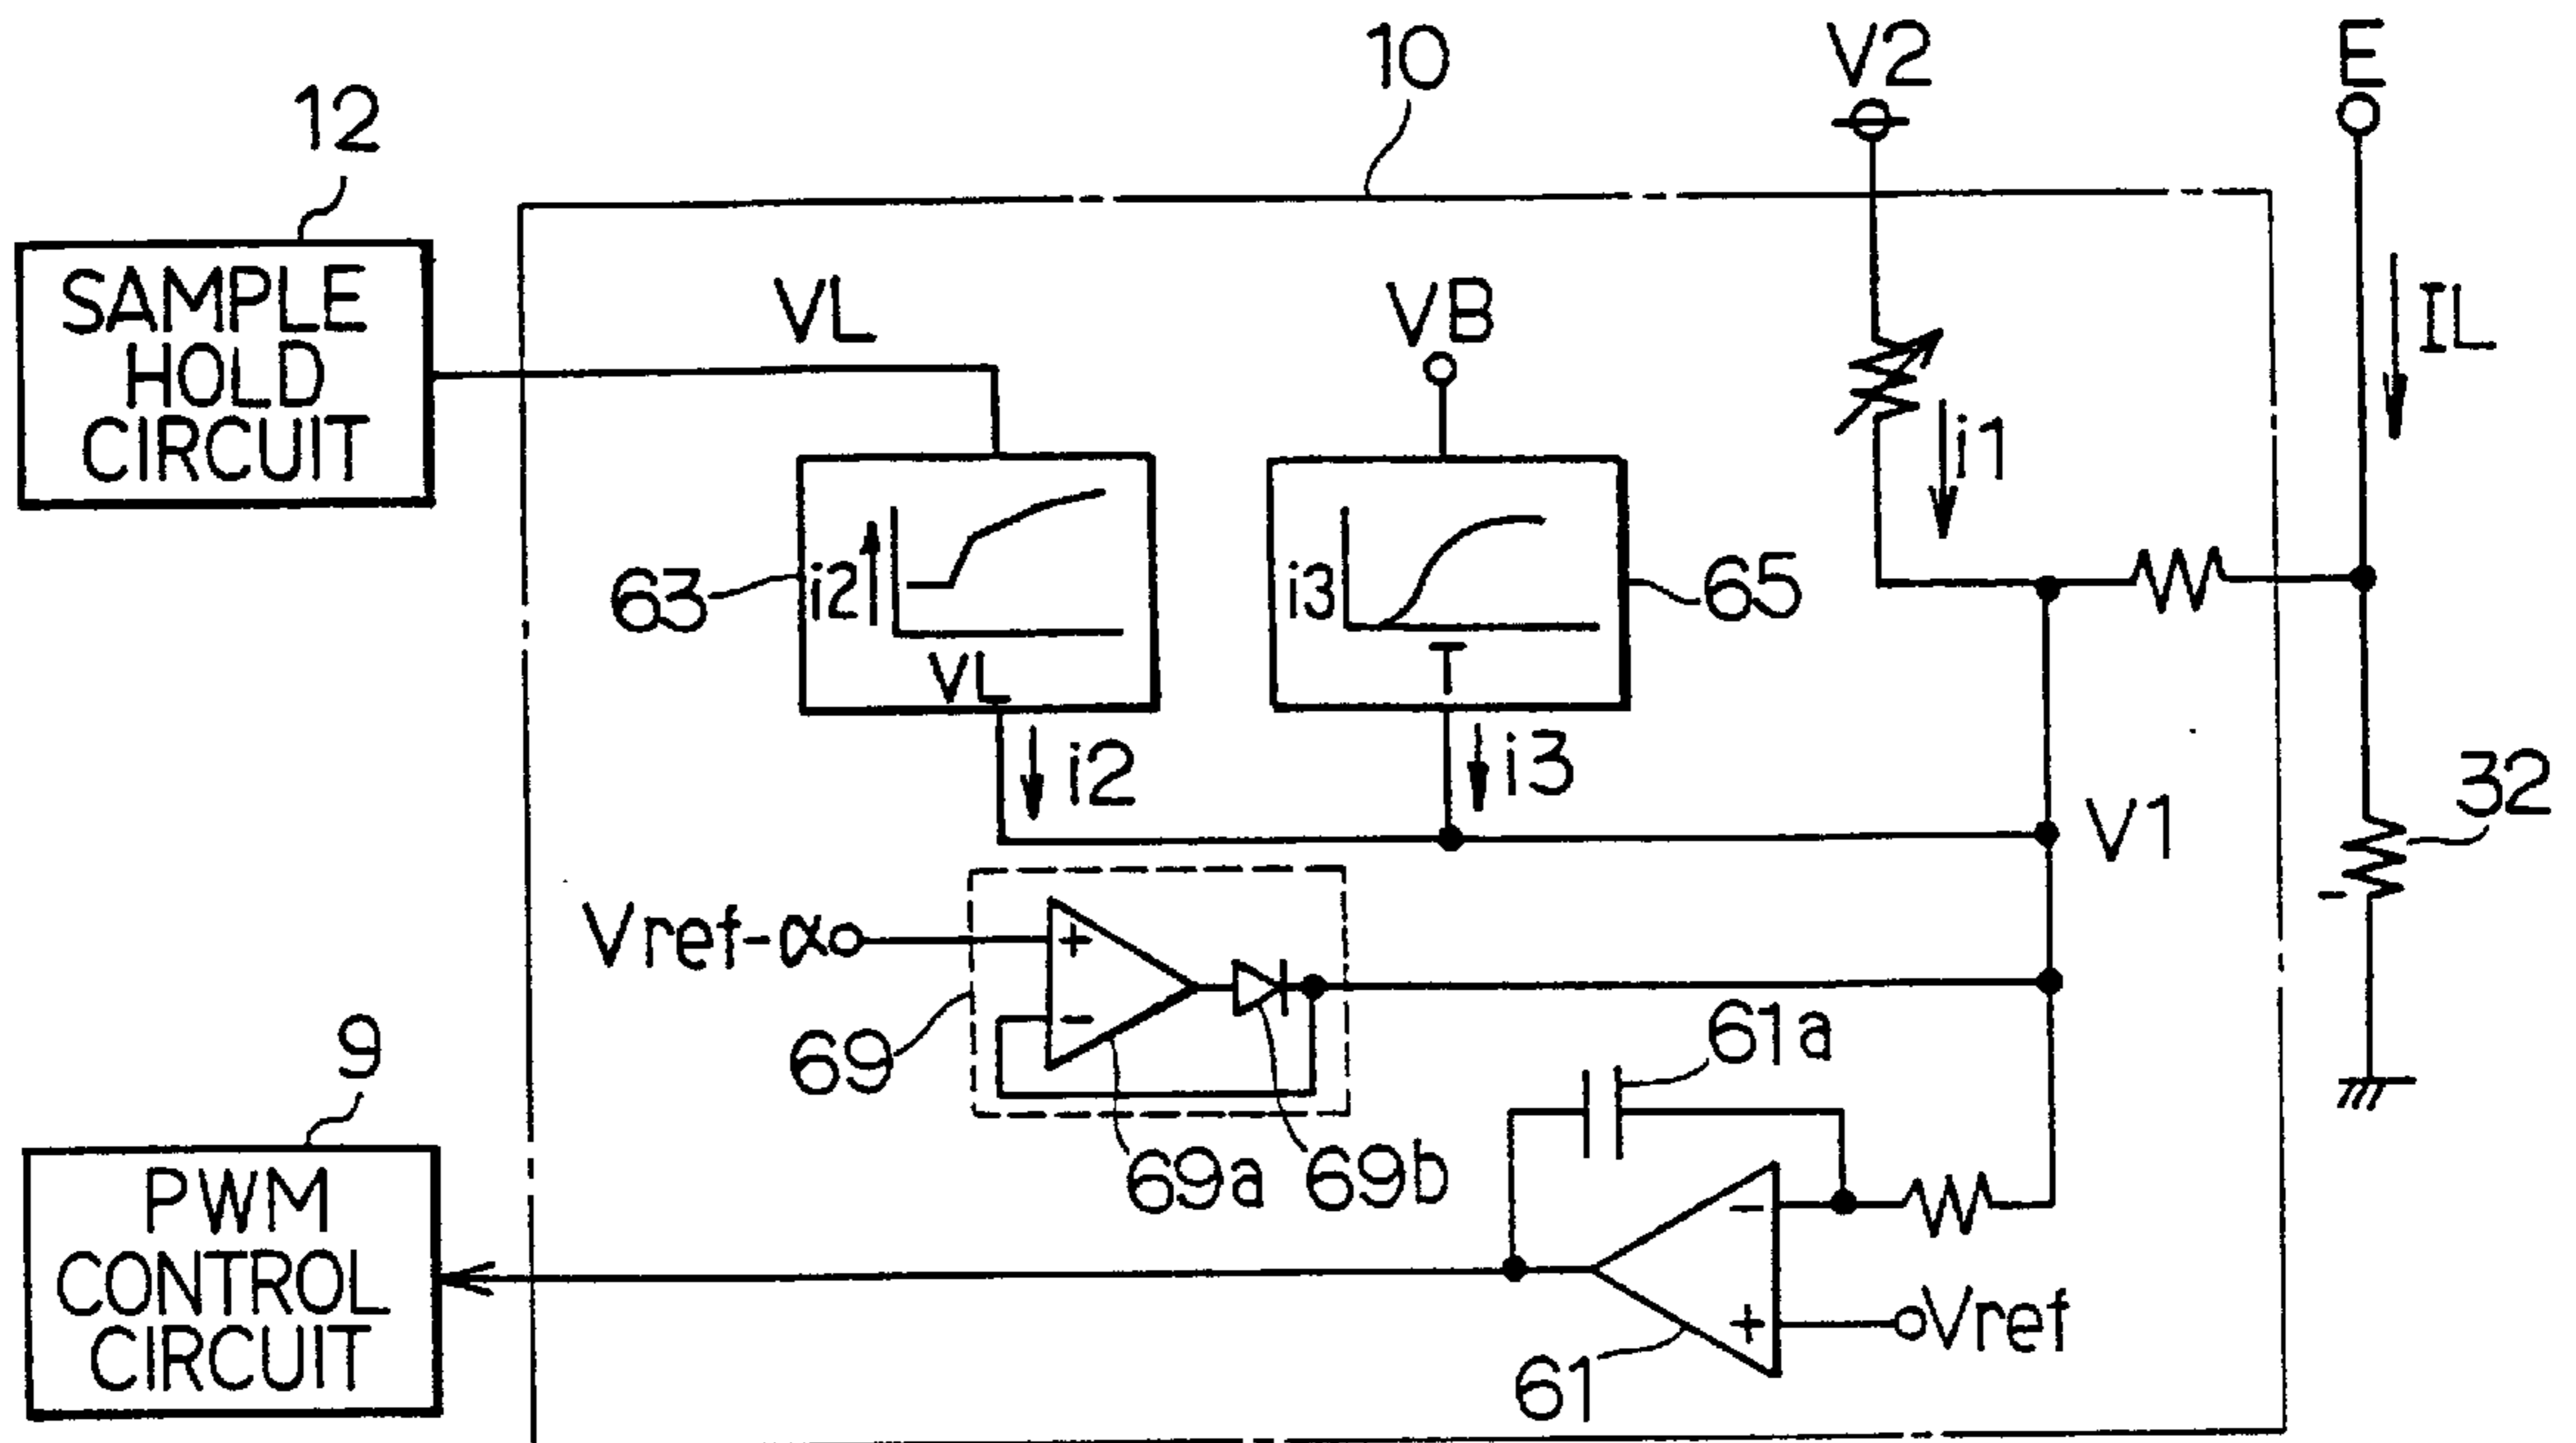 10
V2
E
12
SAMPLE
HOLD
CIRCUIT
VL
VB
IL
i1
i2
VL
63
i3
T
65
i2
i3
V1
32
Vref-α
+
-
69
61a
69a
69b
9
PWM
CONTROL
CIRCUIT
-
+
Vref
61